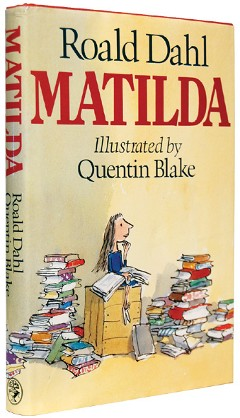 Roald Dahl
MATILDA
Illustrated by
Quentin Blake
MATILDA
Roald Dahl
Quentin Blake